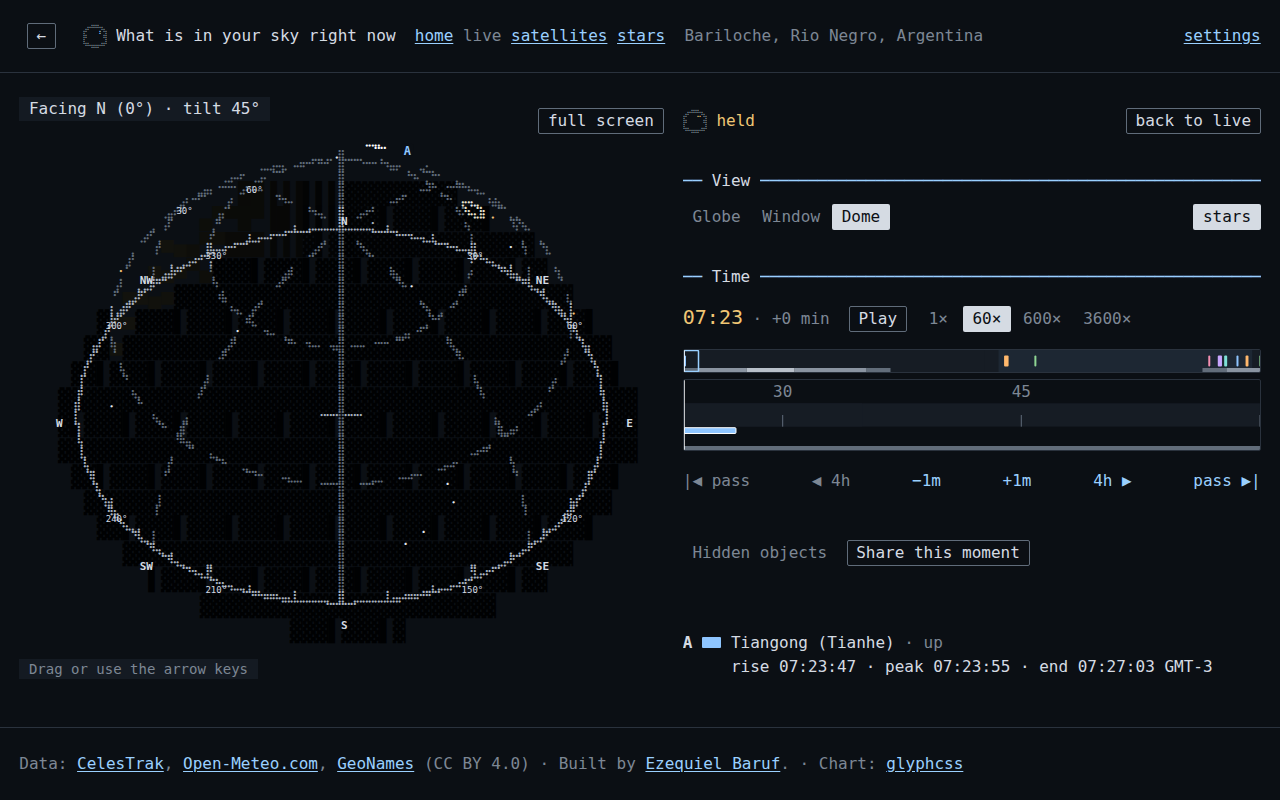 ← What is in your sky right now home live satellites stars Bariloche, Rio Negro, Argentina settings
Facing N (0°) · tilt 45°
full screen
held
back to live
A
60°
30°
N
330°
30°
NW
NE
300°
60°
W
E
240°
120°
SW
SE
210°
150°
S
Drag or use the arrow keys
View
Globe Window Dome stars
Time
07:23 · +0 min Play 1× 60× 600× 3600×
30 45
|◀ pass ◀ 4h −1m +1m 4h ▶ pass ▶|
Hidden objects Share this moment
A Tiangong (Tianhe) · up
rise 07:23:47 · peak 07:23:55 · end 07:27:03 GMT-3
Data: CelesTrak, Open-Meteo.com, GeoNames (CC BY 4.0) · Built by Ezequiel Baruf. · Chart: glyphcss